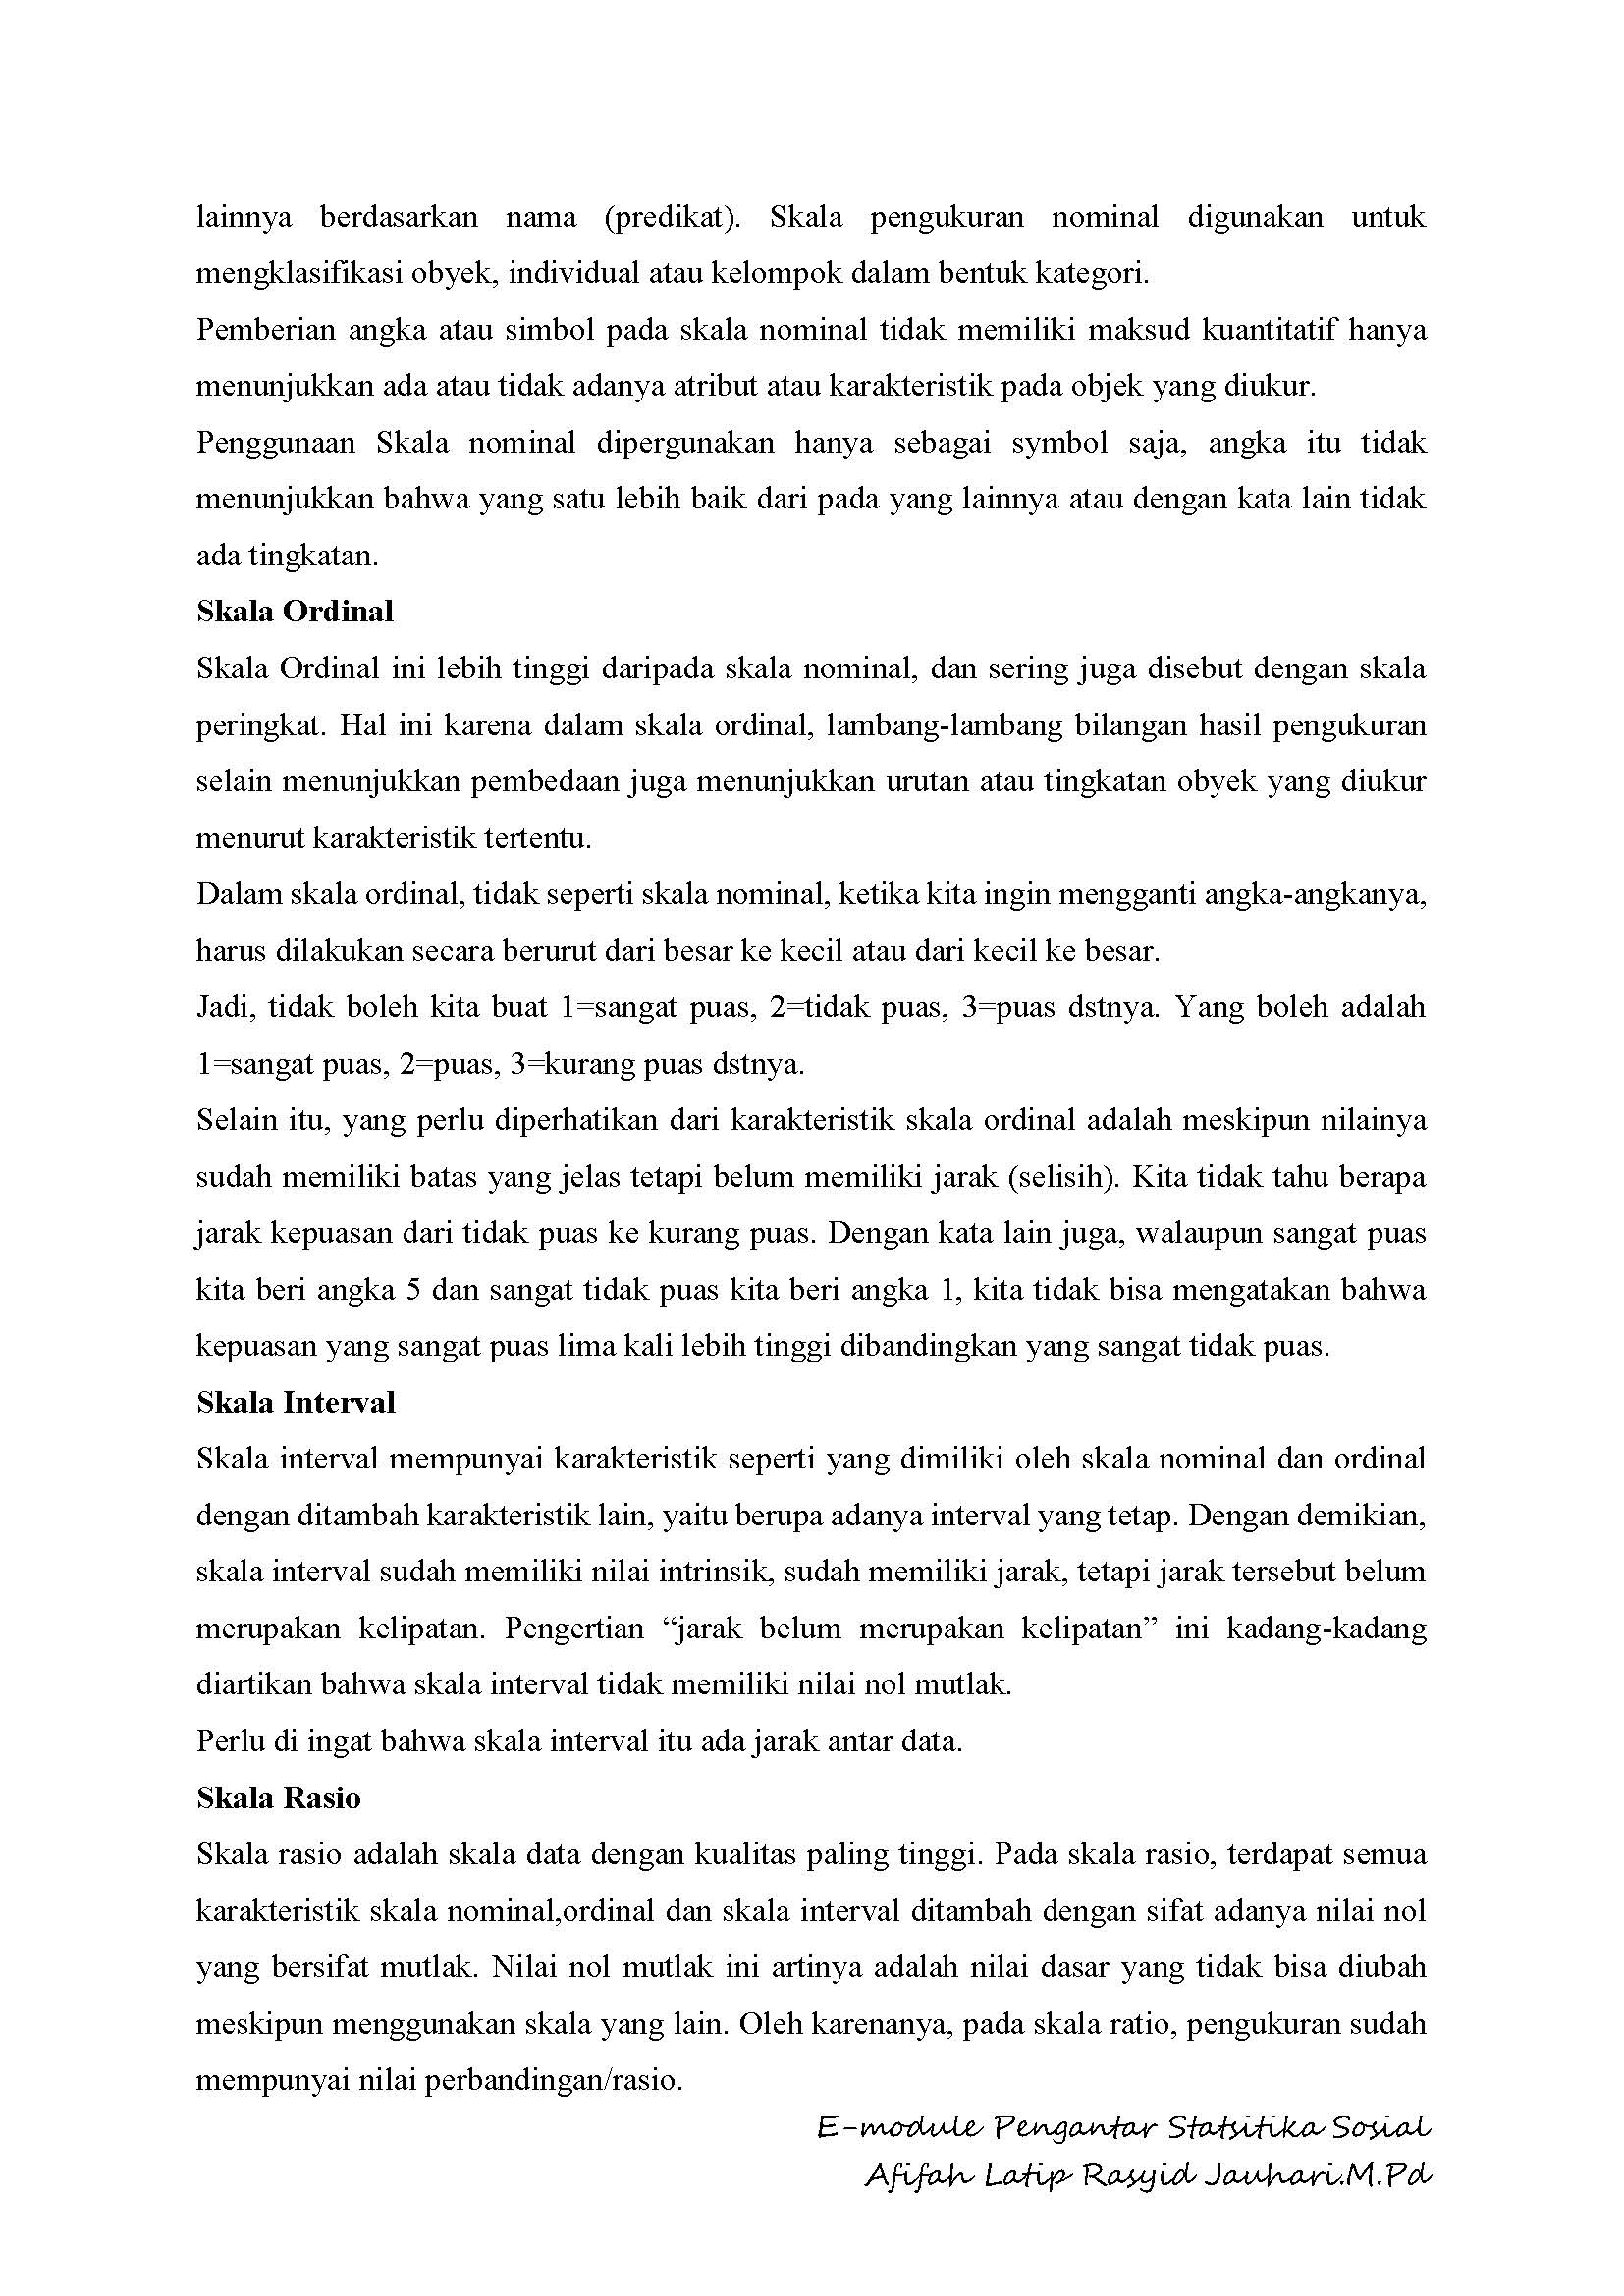 lainnya berdasarkan nama (predikat). Skala pengukuran nominal digunakan untuk
mengklasifikasi obyek, individual atau kelompok dalam bentuk kategori.
Pemberian angka atau simbol pada skala nominal tidak memiliki maksud kuantitatif hanya
menunjukkan ada atau tidak adanya atribut atau karakteristik pada objek yang diukur.
Penggunaan Skala nominal dipergunakan hanya sebagai symbol saja, angka itu tidak
menunjukkan bahwa yang satu lebih baik dari pada yang lainnya atau dengan kata lain tidak
ada tingkatan.
Skala Ordinal
Skala Ordinal ini lebih tinggi daripada skala nominal, dan sering juga disebut dengan skala
peringkat. Hal ini karena dalam skala ordinal, lambang-lambang bilangan hasil pengukuran
selain menunjukkan pembedaan juga menunjukkan urutan atau tingkatan obyek yang diukur
menurut karakteristik tertentu.
Dalam skala ordinal, tidak seperti skala nominal, ketika kita ingin mengganti angka-angkanya,
harus dilakukan secara berurut dari besar ke kecil atau dari kecil ke besar.
Jadi, tidak boleh kita buat 1=sangat puas, 2=tidak puas, 3=puas dstnya. Yang boleh adalah
1=sangat puas, 2=puas, 3=kurang puas dstnya.
Selain itu, yang perlu diperhatikan dari karakteristik skala ordinal adalah meskipun nilainya
sudah memiliki batas yang jelas tetapi belum memiliki jarak (selisih). Kita tidak tahu berapa
jarak kepuasan dari tidak puas ke kurang puas. Dengan kata lain juga, walaupun sangat puas
kita beri angka 5 dan sangat tidak puas kita beri angka 1, kita tidak bisa mengatakan bahwa
kepuasan yang sangat puas lima kali lebih tinggi dibandingkan yang sangat tidak puas.
Skala Interval
Skala interval mempunyai karakteristik seperti yang dimiliki oleh skala nominal dan ordinal
dengan ditambah karakteristik lain, yaitu berupa adanya interval yang tetap. Dengan demikian,
skala interval sudah memiliki nilai intrinsik, sudah memiliki jarak, tetapi jarak tersebut belum
merupakan kelipatan. Pengertian “jarak belum merupakan kelipatan” ini kadang-kadang
diartikan bahwa skala interval tidak memiliki nilai nol mutlak.
Perlu di ingat bahwa skala interval itu ada jarak antar data.
Skala Rasio
Skala rasio adalah skala data dengan kualitas paling tinggi. Pada skala rasio, terdapat semua
karakteristik skala nominal,ordinal dan skala interval ditambah dengan sifat adanya nilai nol
yang bersifat mutlak. Nilai nol mutlak ini artinya adalah nilai dasar yang tidak bisa diubah
meskipun menggunakan skala yang lain. Oleh karenanya, pada skala ratio, pengukuran sudah
mempunyai nilai perbandingan/rasio.
E-module Pengantar Statsitika Sosial
Afifah Latip Rasyid Jauhari.M.Pd